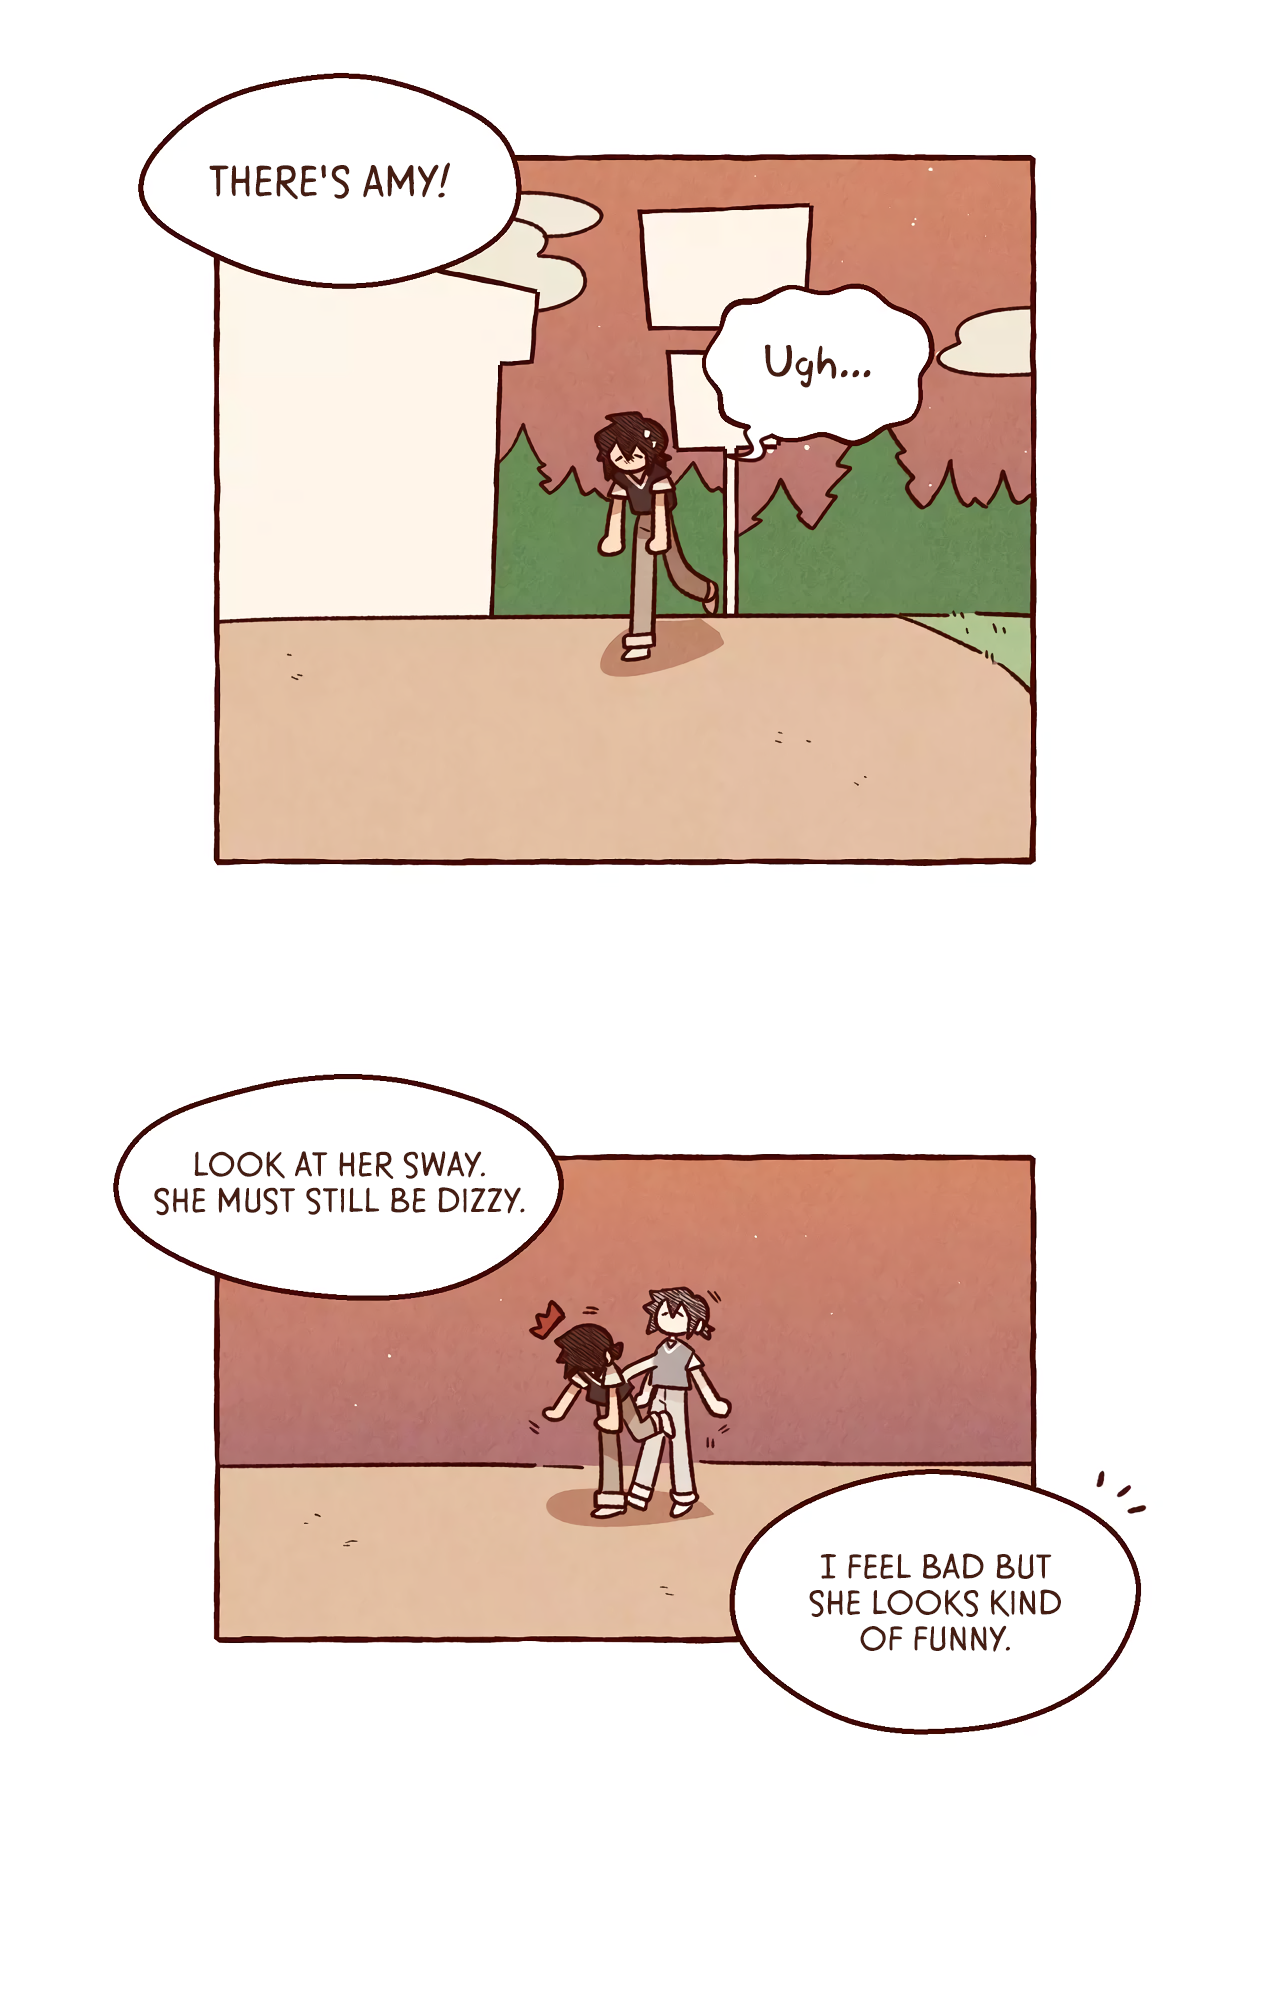 THERE'S AMY!
Ugh...
LOOK AT HER SWAY.
SHE MUST STILL BE DIZZY.
I FEEL BAD BUT
SHE LOOKS KIND
OF FUNNY.